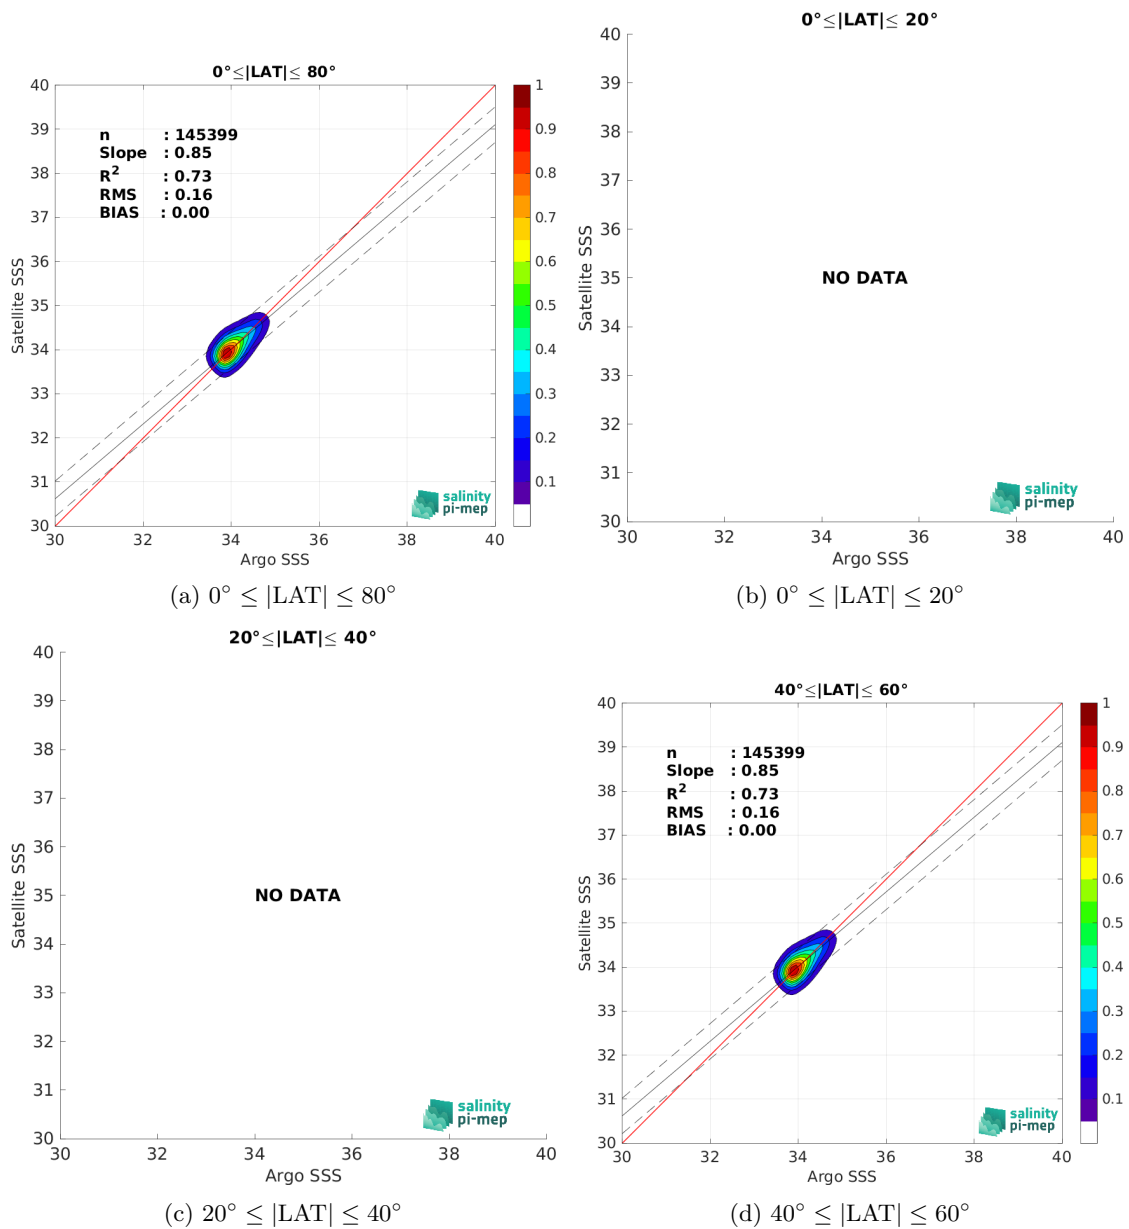 0°≤|LAT|≤ 80°
40
39
38
37
36
35
34
33
32
31
30
Satellite SSS
n : 145399
Slope : 0.85
R² : 0.73
RMS : 0.16
BIAS : 0.00
salinity
pi-mep
30 32 34 36 38 40
Argo SSS
1
0.9
0.8
0.7
0.6
0.5
0.4
0.3
0.2
0.1
(a) 0° ≤ |LAT| ≤ 80°
0°≤|LAT|≤ 20°
40
39
38
37
36
35
34
33
32
31
30
Satellite SSS
NO DATA
salinity
pi-mep
30 32 34 36 38 40
Argo SSS
(b) 0° ≤ |LAT| ≤ 20°
20°≤|LAT|≤ 40°
40
39
38
37
36
35
34
33
32
31
30
Satellite SSS
NO DATA
salinity
pi-mep
30 32 34 36 38 40
Argo SSS
(c) 20° ≤ |LAT| ≤ 40°
40°≤|LAT|≤ 60°
40
39
38
37
36
35
34
33
32
31
30
Satellite SSS
n : 145399
Slope : 0.85
R² : 0.73
RMS : 0.16
BIAS : 0.00
salinity
pi-mep
30 32 34 36 38 40
Argo SSS
1
0.9
0.8
0.7
0.6
0.5
0.4
0.3
0.2
0.1
(d) 40° ≤ |LAT| ≤ 60°